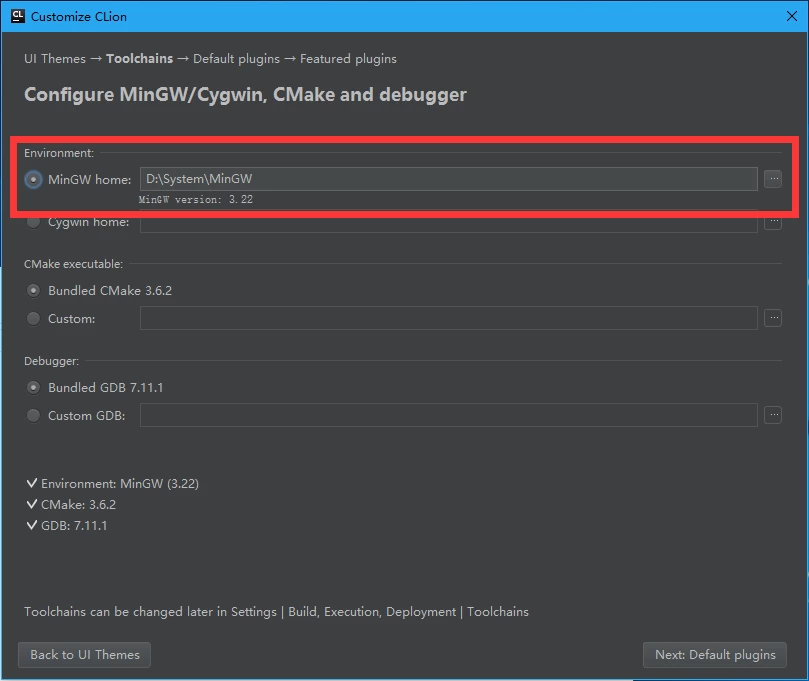 CL Customize CLion
UI Themes → Toolchains → Default plugins → Featured plugins
Configure MinGW/Cygwin, CMake and debugger
Environment:
MinGW home: D:\System\MinGW ...
MinGW version: 3.22
Cygwin home: ...
CMake executable:
Bundled CMake 3.6.2
Custom: ...
Debugger:
Bundled GDB 7.11.1
Custom GDB: ...
Environment: MinGW (3.22)
CMake: 3.6.2
GDB: 7.11.1
Toolchains can be changed later in Settings | Build, Execution, Deployment | Toolchains
Back to UI Themes Next: Default plugins